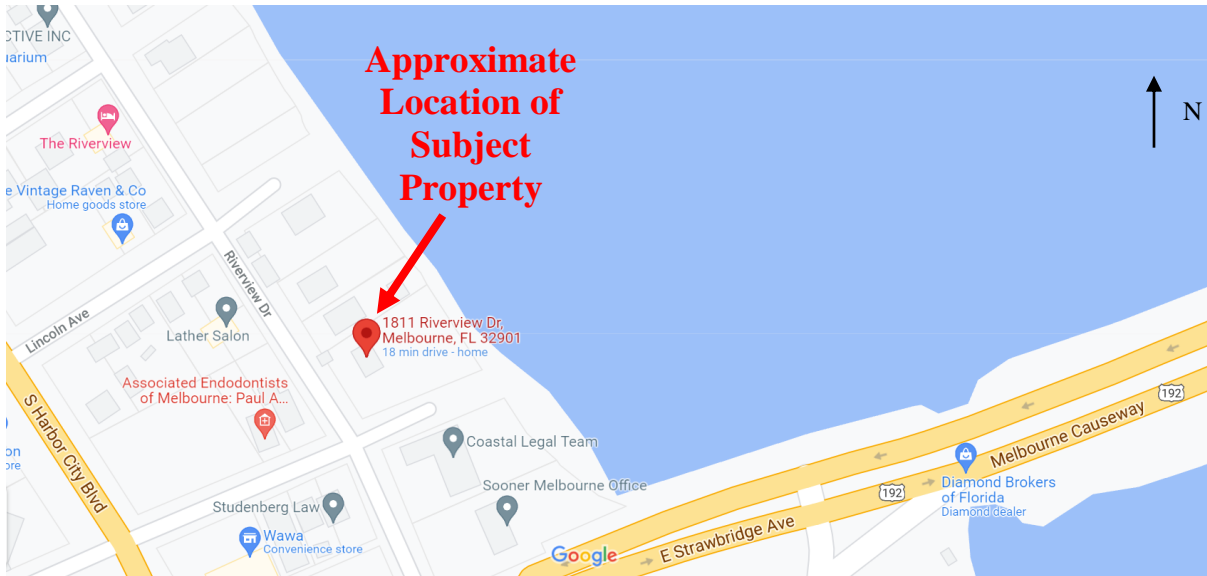 CTIVE INC
uarium
Approximate
Location of
Subject
Property
N
The Riverview
e Vintage Raven & Co
Home goods store
Riverview Dr
Lincoln Ave
Lather Salon
1811 Riverview Dr,
Melbourne, FL 32901
18 min drive - home
Associated Endodontists
of Melbourne: Paul A...
S Harbor City Blvd
on
ore
Coastal Legal Team
Sooner Melbourne Office
Studenberg Law
Wawa
Convenience store
192
Melbourne Causeway
192
Diamond Brokers
of Florida
Diamond dealer
E Strawbridge Ave
Google